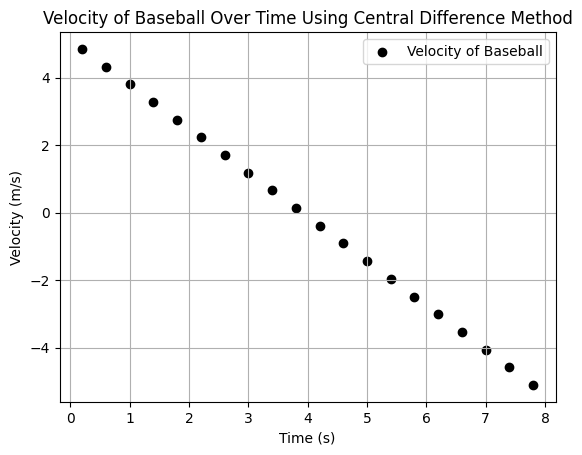 Velocity of Baseball Over Time Using Central Difference Method
Velocity of Baseball
4
2
0
−2
−4
Velocity (m/s)
0 1 2 3 4 5 6 7 8
Time (s)